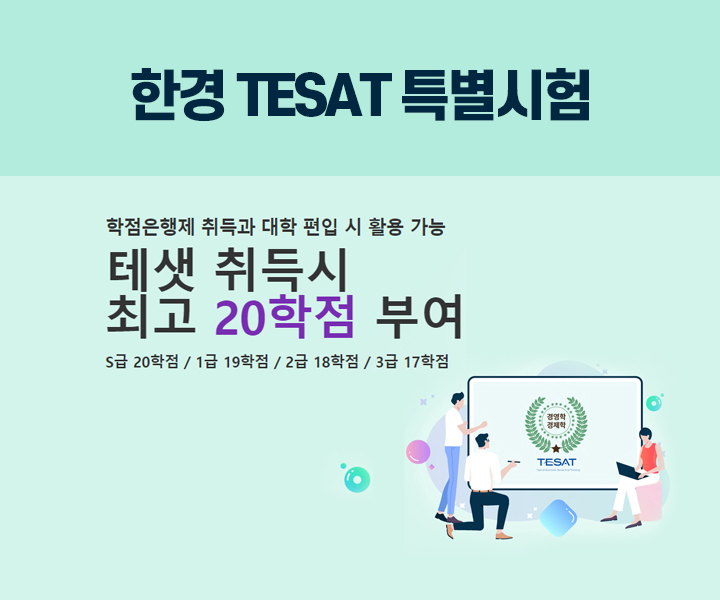 한경 TESAT 특별시험
학점은행제 취득과 대학 편입 시 활용 가능
테샛 취득시
최고 20학점 부여
S급 20학점 / 1급 19학점 / 2급 18학점 / 3급 17학점
경영학
경제학
TESAT